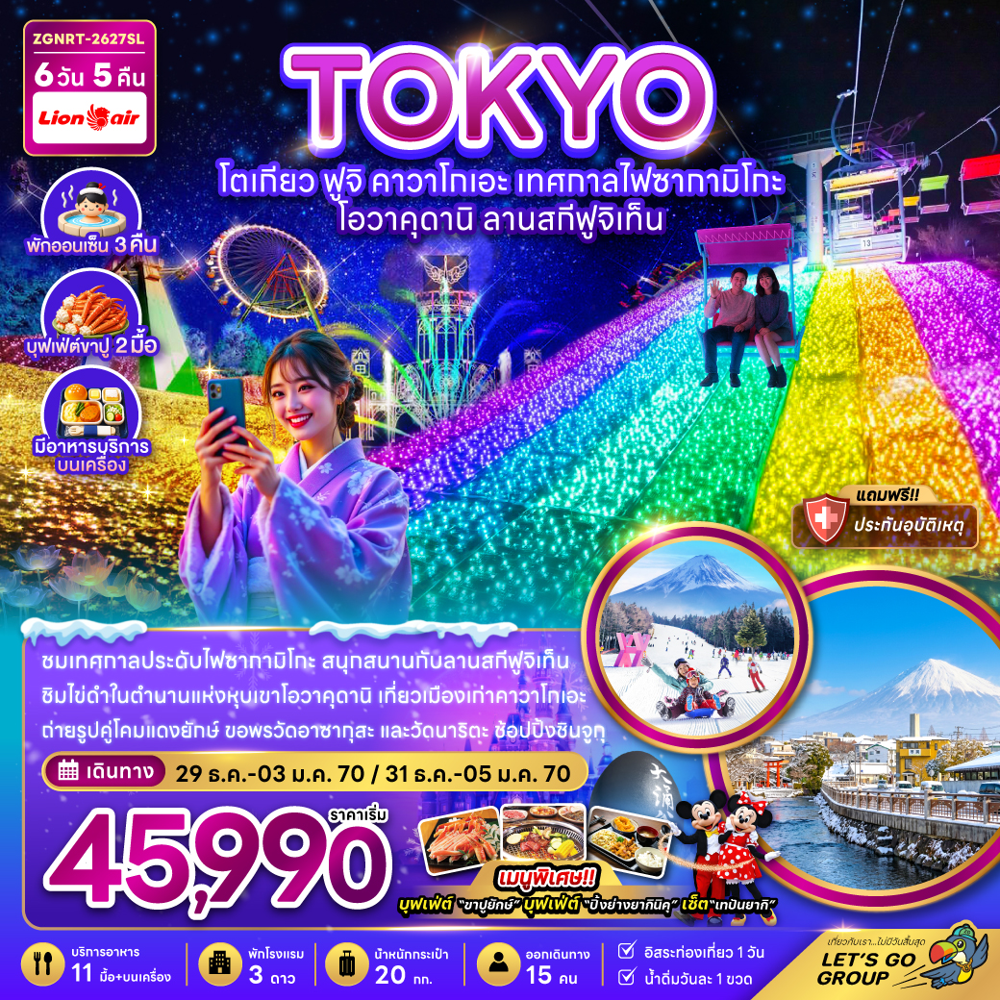 ZGNRT-2627SL
6 วัน 5 คืน
Lion air
TOKYO
โตเกียว ฟูจิ คาวาโกเอะ เทศกาลไฟซากามิโกะ
โอวาคุดานิ ลานสกีฟูจิเท็น
พักออนเซ็น 3 คืน
บุฟเฟ่ต์ขาปู 2 มื้อ
มีอาหารบริการ
บนเครื่อง
13
แถมฟรี!!
ประกันอุบัติเหตุ
ชมเทศกาลประดับไฟซากามิโกะ สนุกสนานกับลานสกีฟูจิเท็น
ชิมไข่ดำในตำนานแห่งหุบเขาโอวาคุดานิ เที่ยวเมืองเก่าคาวาโกเอะ
ถ่ายรูปคู่โคมแดงยักษ์ ขอพรวัดอาซากุสะ และวัดนาริตะ ช้อปปิ้งชินจูกุ
เดินทาง 29 ธ.ค.-03 ม.ค. 70 / 31 ธ.ค.-05 ม.ค. 70
ราคาเริ่ม
45,990
大涌
เมนูพิเศษ!!
บุฟเฟ่ต์ "ขาปูยักษ์" บุฟเฟ่ต์ "ปิ้งย่างยากินิคุ" เซ็ต "เทปันยากิ"
บริการอาหาร
11 มื้อ+บนเครื่อง
พักโรงแรม
3 ดาว
น้ำหนักกระเป๋า
20 กก.
ออกเดินทาง
15 คน
อิสระท่องเที่ยว 1 วัน
น้ำดื่มวันละ 1 ขวด
เที่ยวกับเรา...ไม่มีวันสิ้นสุด
LET'S GO
GROUP